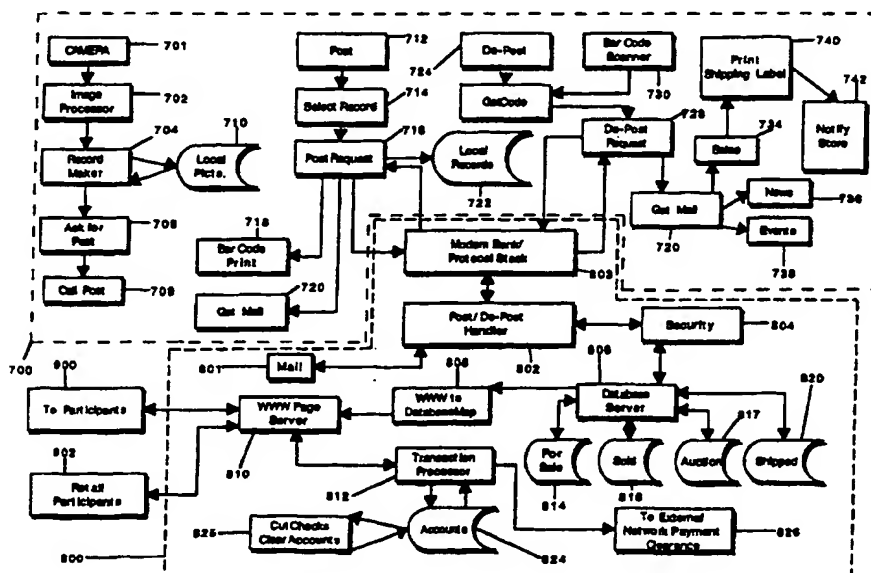 CAMERA
701
Image
Processor
702
Record
Maker
704
710
Local
Picts.
Ask for
Post
708
Call Post
709
Post
712
Select Record
714
Post Request
716
718
Bar Code
Print
720
Get Mail
Local
Records
722
De-Post
724
Bar Code
Scanner
730
GetCode
De-Post
Request
728
740
Print
Shipping Label
742
Notify
Store
734
Sales
News
736
Get Mail
720
Events
738
Modem Bank/
Protocol Stack
803
Post/De-Post
Handler
802
Security
804
801
Mail
700
900
To Participants
WWW Page
Server
810
808
WWW to
DatabaseMap
806
Database
Server
817
820
For
Sale
814
Sold
816
Auction
Shipped
902
Retail
Participants
Transaction
Processor
812
825
Cut Checks
Clear Accounts
Accounts
824
To External
Network Payment
Clearance
826
800